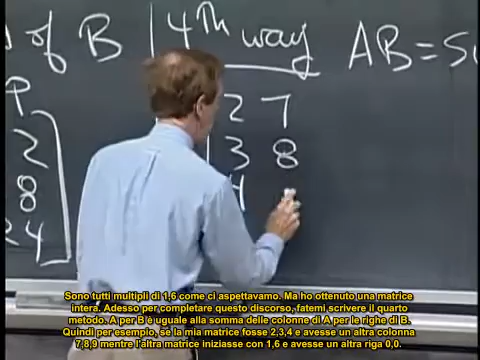 of B | 4th way AB = S
2 7
2 3 8
8 4
24
Sono tutti multipli di 1,6 come ci aspettavamo. Ma ho ottenuto una matrice
intera. Adesso per completare questo discorso, fatemi scrivere il quarto
metodo. A per B è uguale alla somma delle colonne di A per le righe di B.
Quindi per esempio, se la mia matrice fosse 2,3,4 e avesse un altra colonna
7,8,9 mentre l'altra matrice iniziasse con 1,6 e avesse un altra riga 0,0.